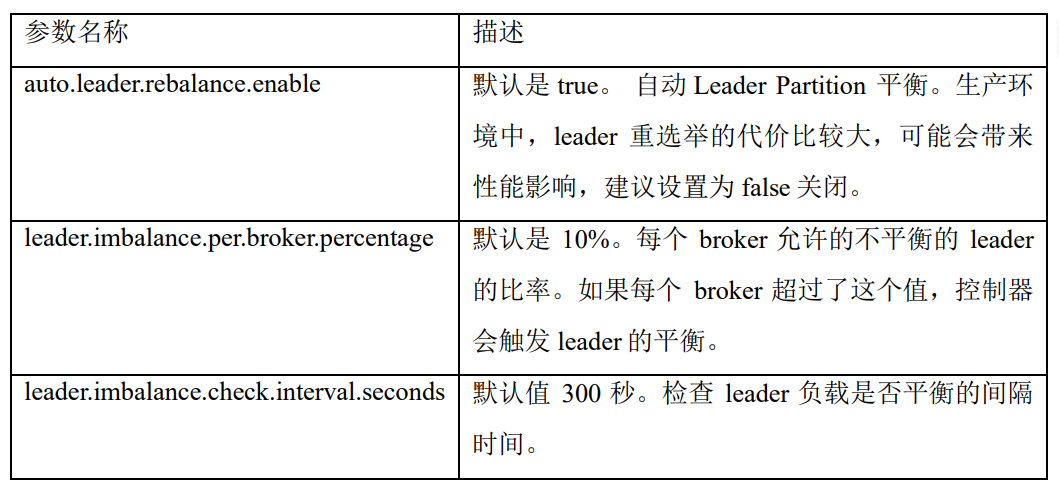 参数名称
描述
auto.leader.rebalance.enable
默认是 true。 自动 Leader Partition 平衡。生产环
境中，leader 重选举的代价比较大，可能会带来
性能影响，建议设置为 false 关闭。
leader.imbalance.per.broker.percentage
默认是 10%。每个 broker 允许的不平衡的 leader
的比率。如果每个 broker 超过了这个值，控制器
会触发 leader 的平衡。
leader.imbalance.check.interval.seconds
默认值 300 秒。检查 leader 负载是否平衡的间隔
时间。